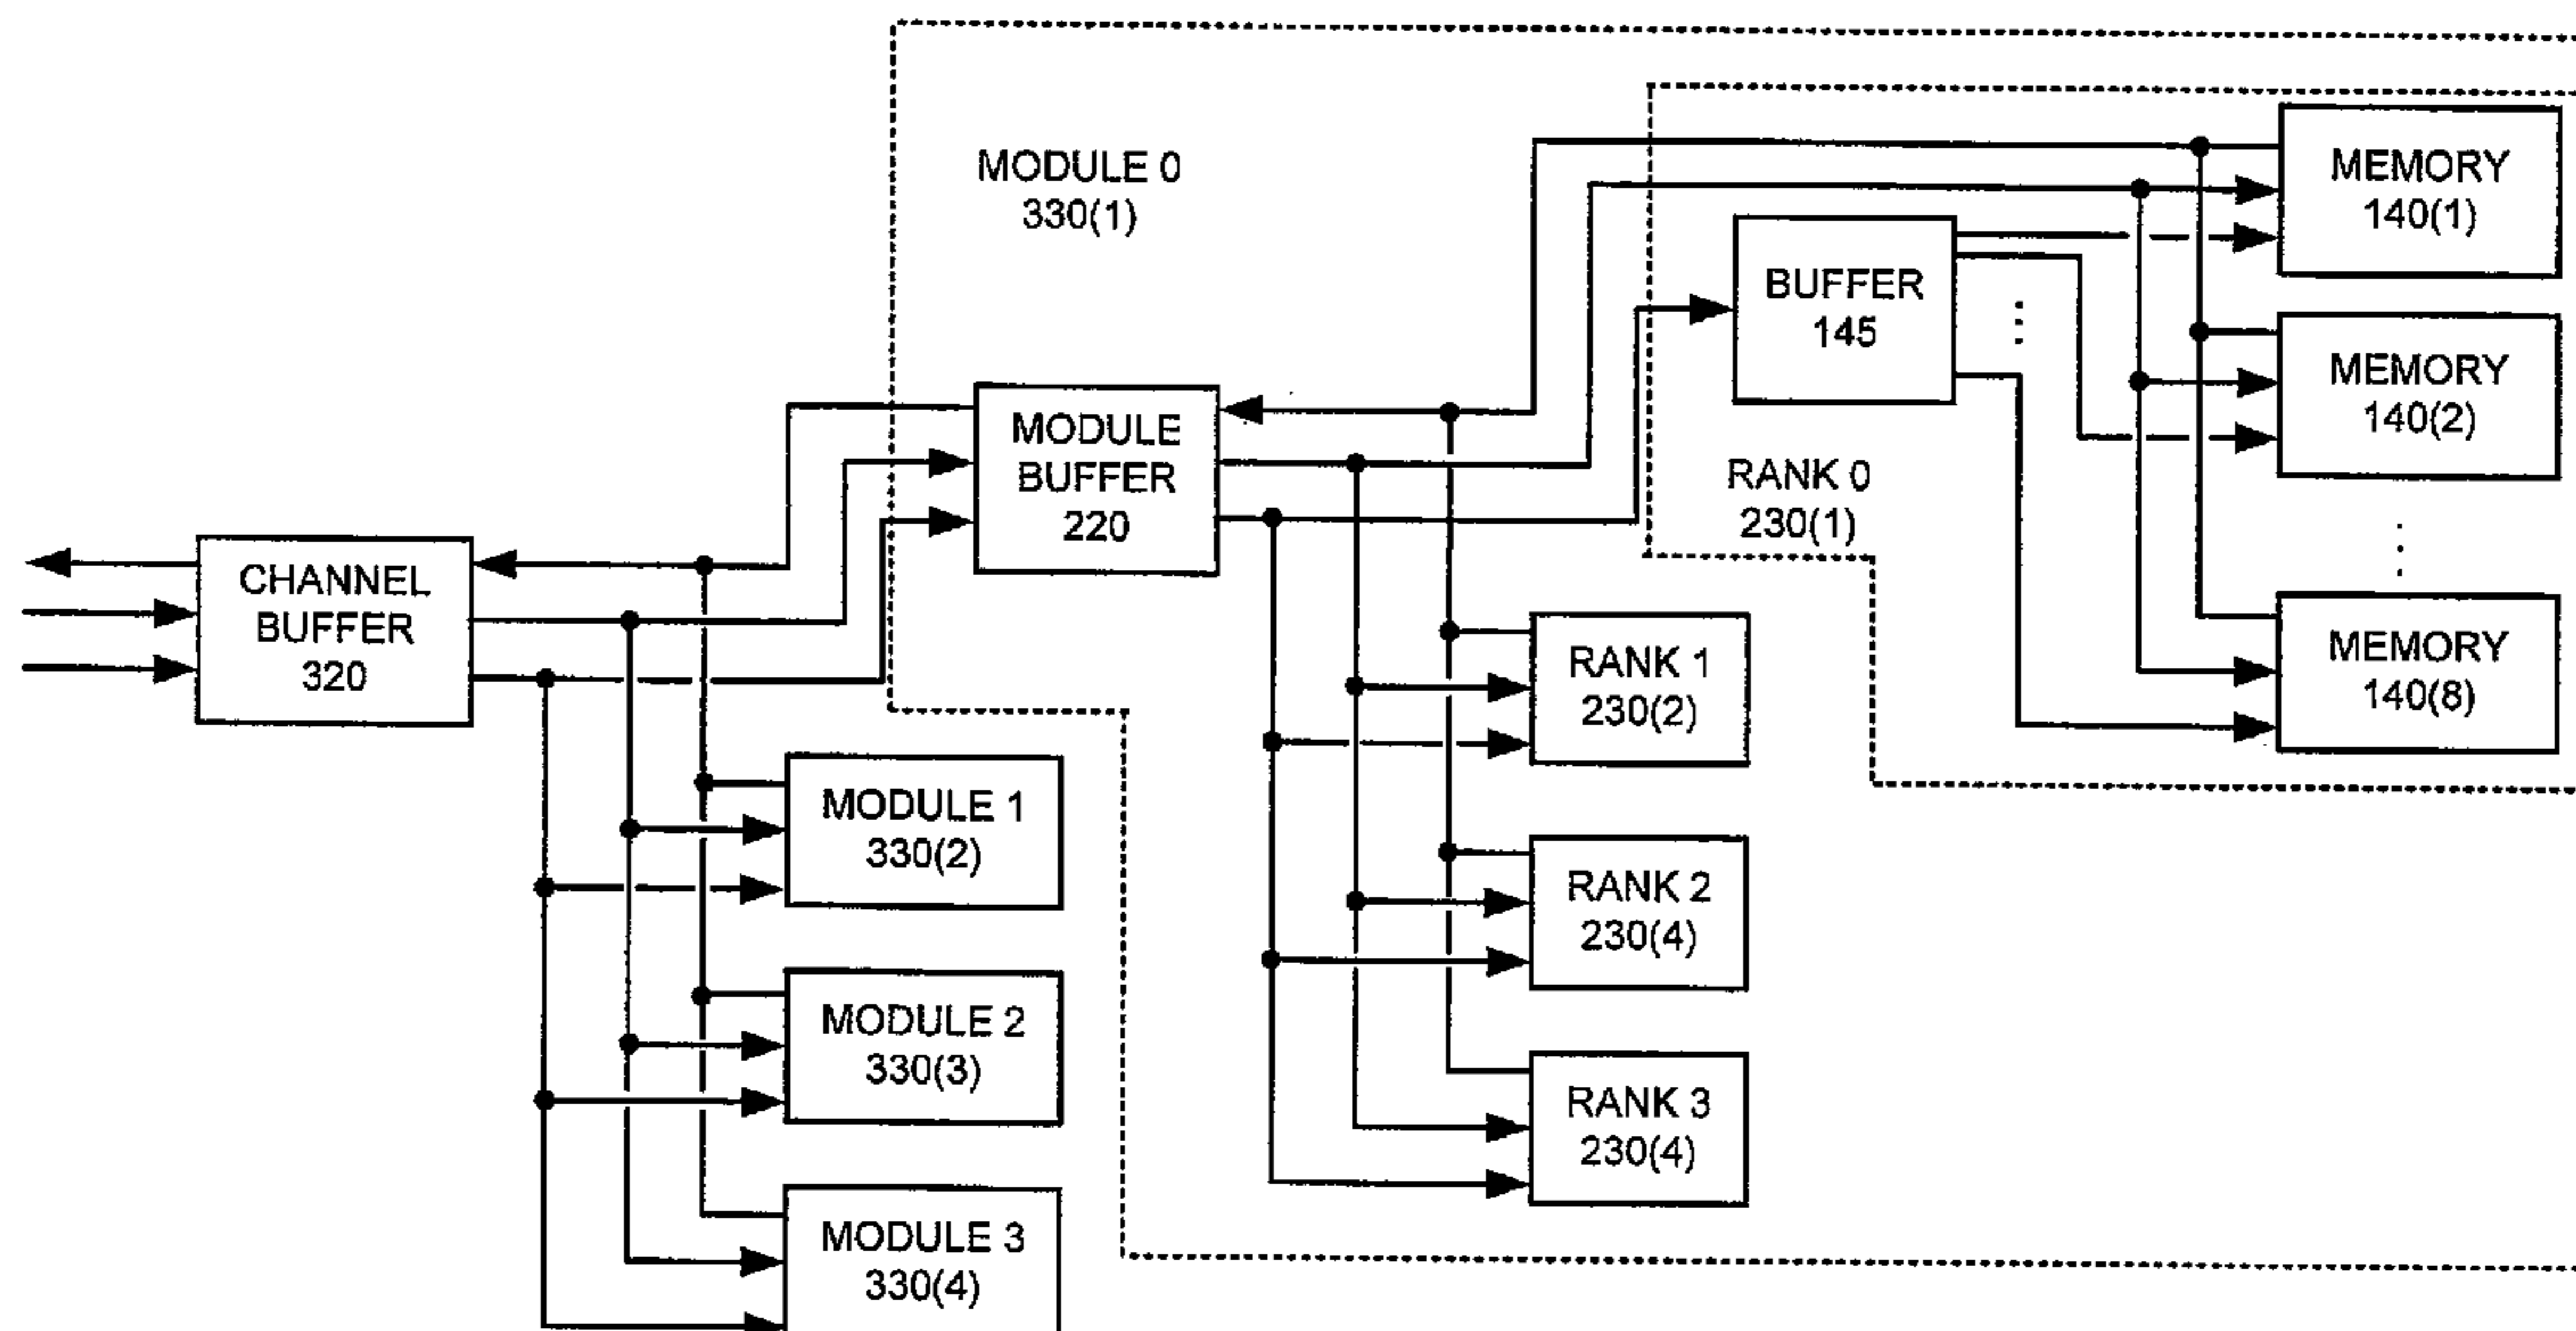 MODULE 0
330(1)
MEMORY
140(1)
BUFFER
145
MEMORY
140(2)
MODULE
BUFFER
220
RANK 0
230(1)
CHANNEL
BUFFER
320
MEMORY
140(8)
RANK 1
230(2)
MODULE 1
330(2)
RANK 2
230(4)
MODULE 2
330(3)
RANK 3
230(4)
MODULE 3
330(4)